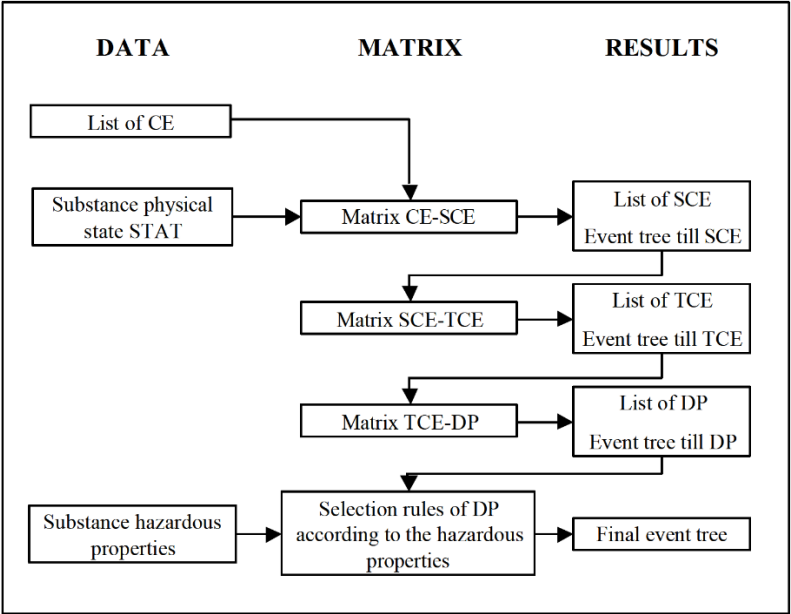 DATA
MATRIX
RESULTS
List of CE
Substance physical
state STAT
Matrix CE-SCE
List of SCE
Event tree till SCE
Matrix SCE-TCE
List of TCE
Event tree till TCE
Matrix TCE-DP
List of DP
Event tree till DP
Substance hazardous
properties
Selection rules of DP
according to the hazardous
properties
Final event tree